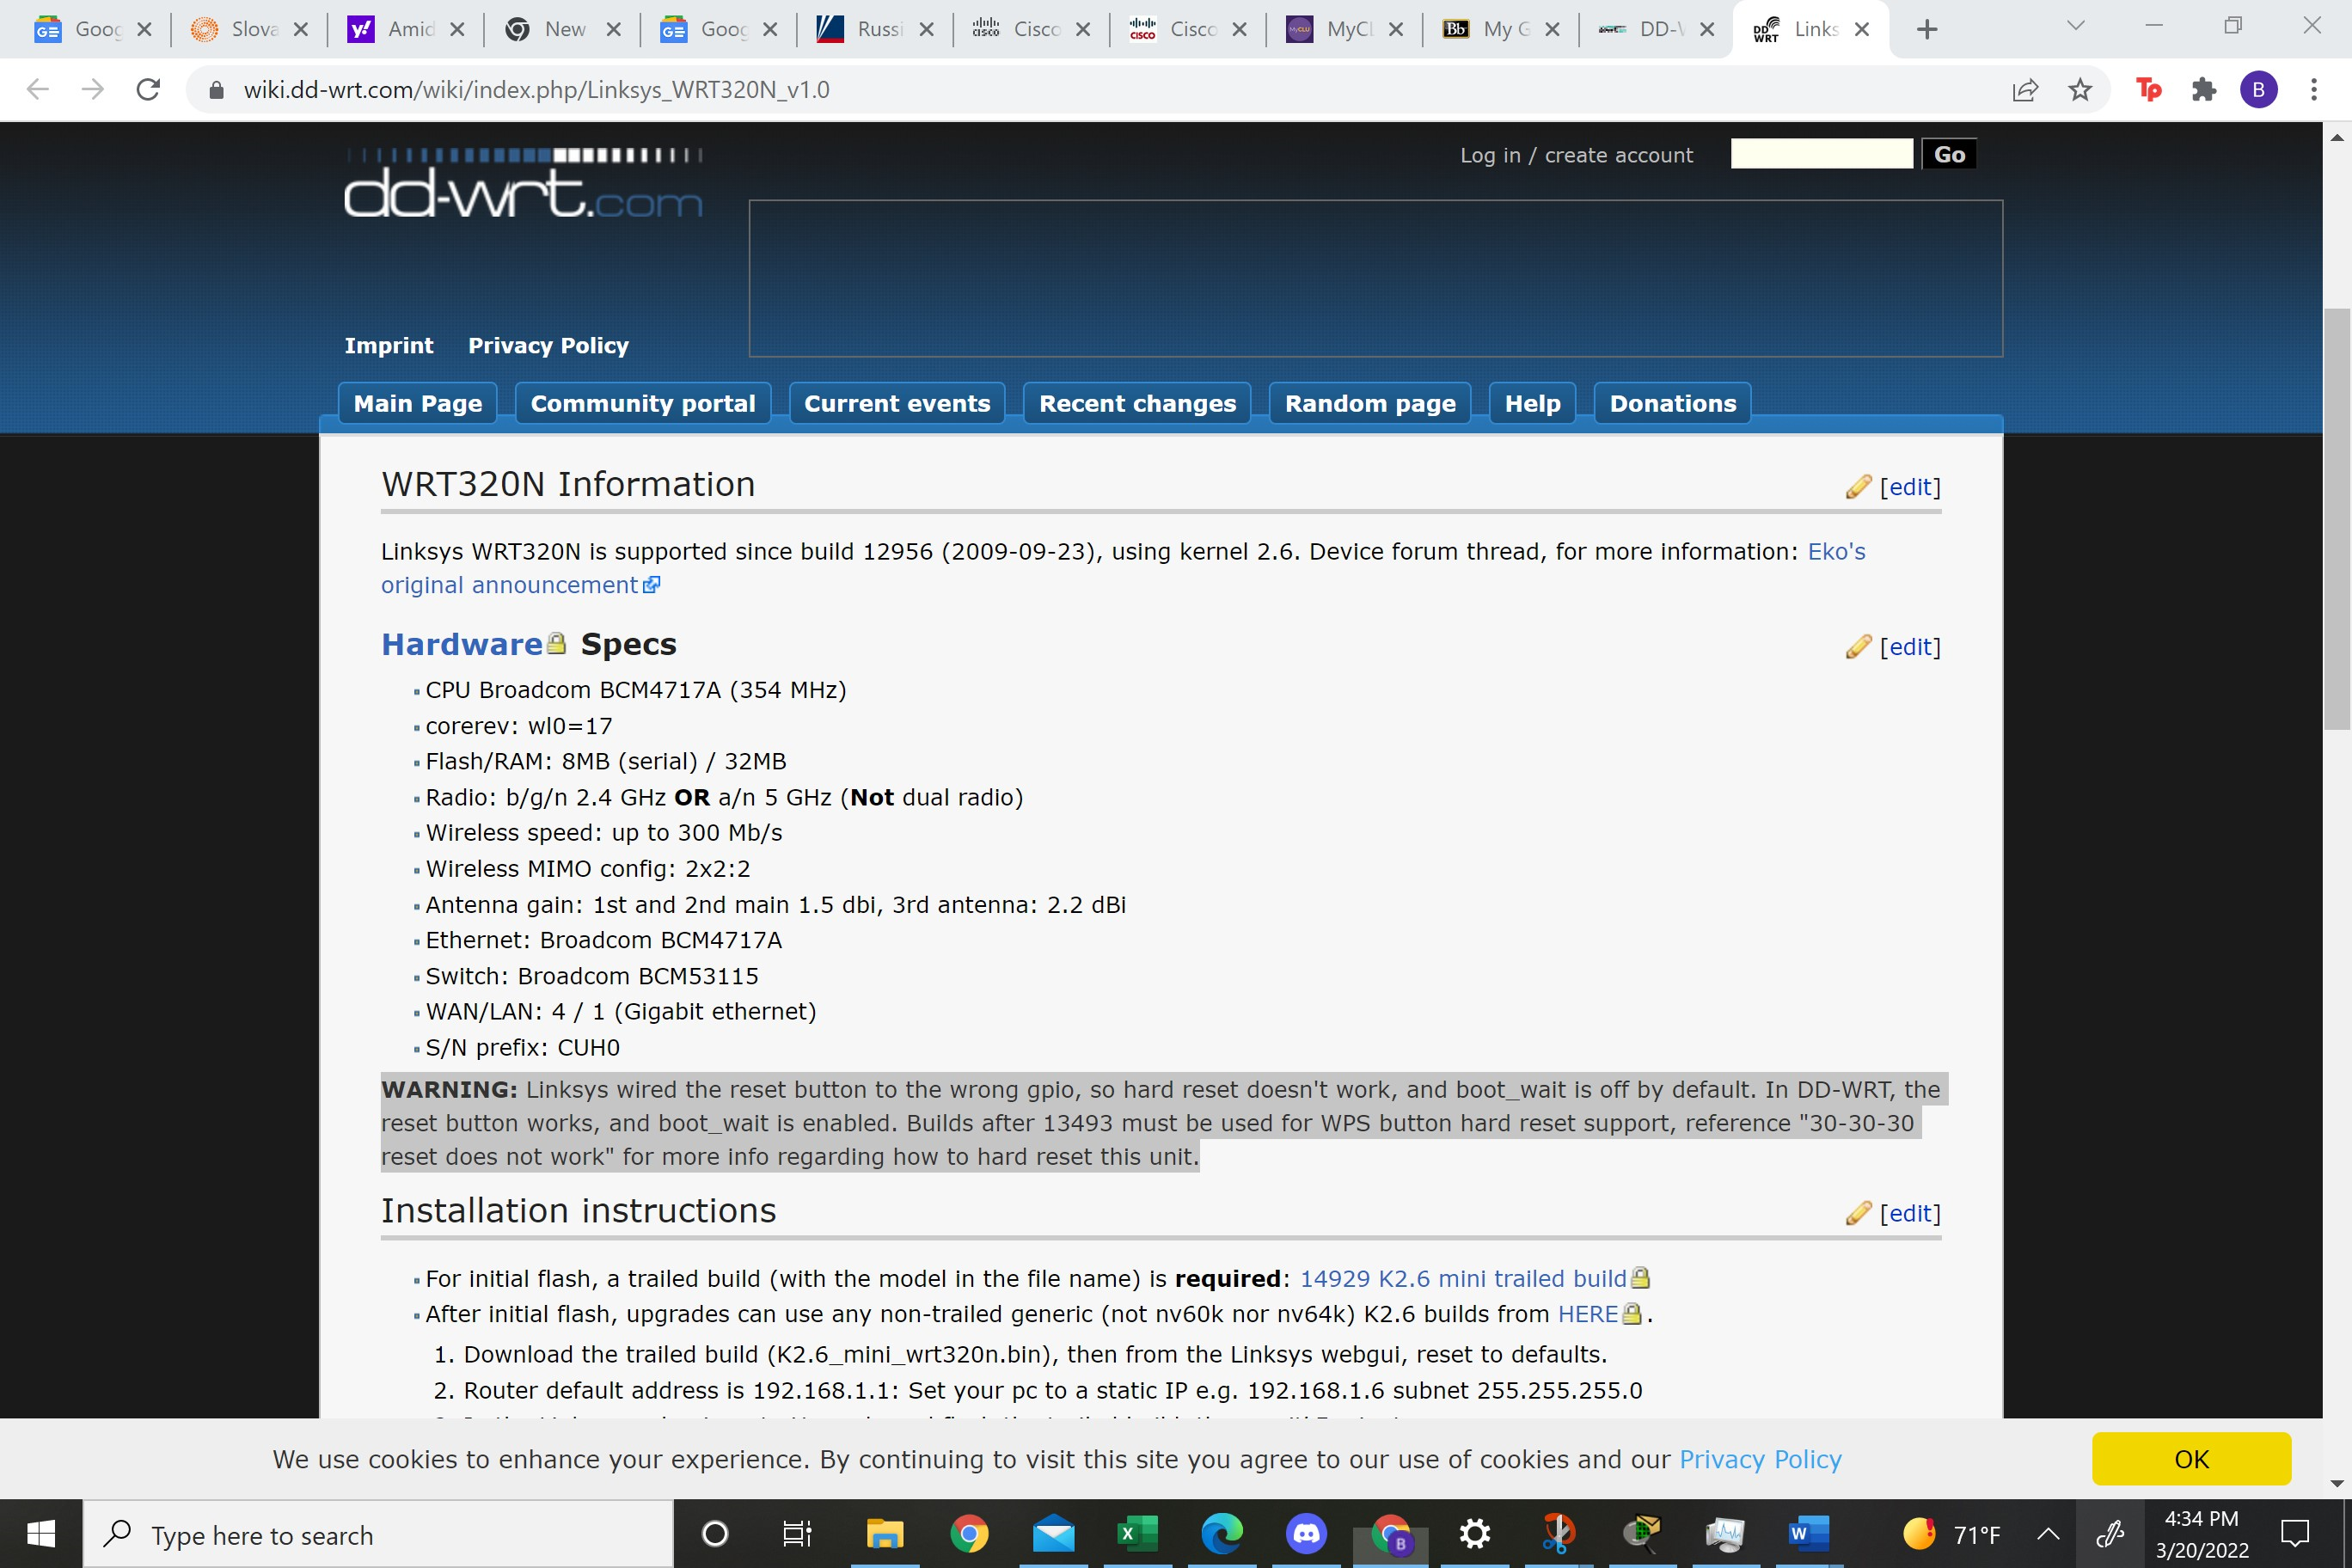 Goog
Slova
Amid
New
Goog
Russi
Cisco
Cisco
MyCL
My G
DD-W
Links
wiki.dd-wrt.com/wiki/index.php/Linksys_WRT320N_v1.0
B
Log in / create account
Go
dd-wrt.com
Imprint Privacy Policy
Main Page Community portal Current events Recent changes Random page Help Donations
WRT320N Information [edit]
Linksys WRT320N is supported since build 12956 (2009-09-23), using kernel 2.6. Device forum thread, for more information: Eko's
original announcement
Hardware Specs [edit]
CPU Broadcom BCM4717A (354 MHz)
corerev: wl0=17
Flash/RAM: 8MB (serial) / 32MB
Radio: b/g/n 2.4 GHz OR a/n 5 GHz (Not dual radio)
Wireless speed: up to 300 Mb/s
Wireless MIMO config: 2x2:2
Antenna gain: 1st and 2nd main 1.5 dbi, 3rd antenna: 2.2 dBi
Ethernet: Broadcom BCM4717A
Switch: Broadcom BCM53115
WAN/LAN: 4 / 1 (Gigabit ethernet)
S/N prefix: CUH0
WARNING: Linksys wired the reset button to the wrong gpio, so hard reset doesn't work, and boot_wait is off by default. In DD-WRT, the
reset button works, and boot_wait is enabled. Builds after 13493 must be used for WPS button hard reset support, reference "30-30-30
reset does not work" for more info regarding how to hard reset this unit.
Installation instructions [edit]
For initial flash, a trailed build (with the model in the file name) is required: 14929 K2.6 mini trailed build
After initial flash, upgrades can use any non-trailed generic (not nv60k nor nv64k) K2.6 builds from HERE.
1. Download the trailed build (K2.6_mini_wrt320n.bin), then from the Linksys webgui, reset to defaults.
2. Router default address is 192.168.1.1: Set your pc to a static IP e.g. 192.168.1.6 subnet 255.255.255.0
We use cookies to enhance your experience. By continuing to visit this site you agree to our use of cookies and our Privacy Policy
OK
Type here to search
71°F
4:34 PM
3/20/2022